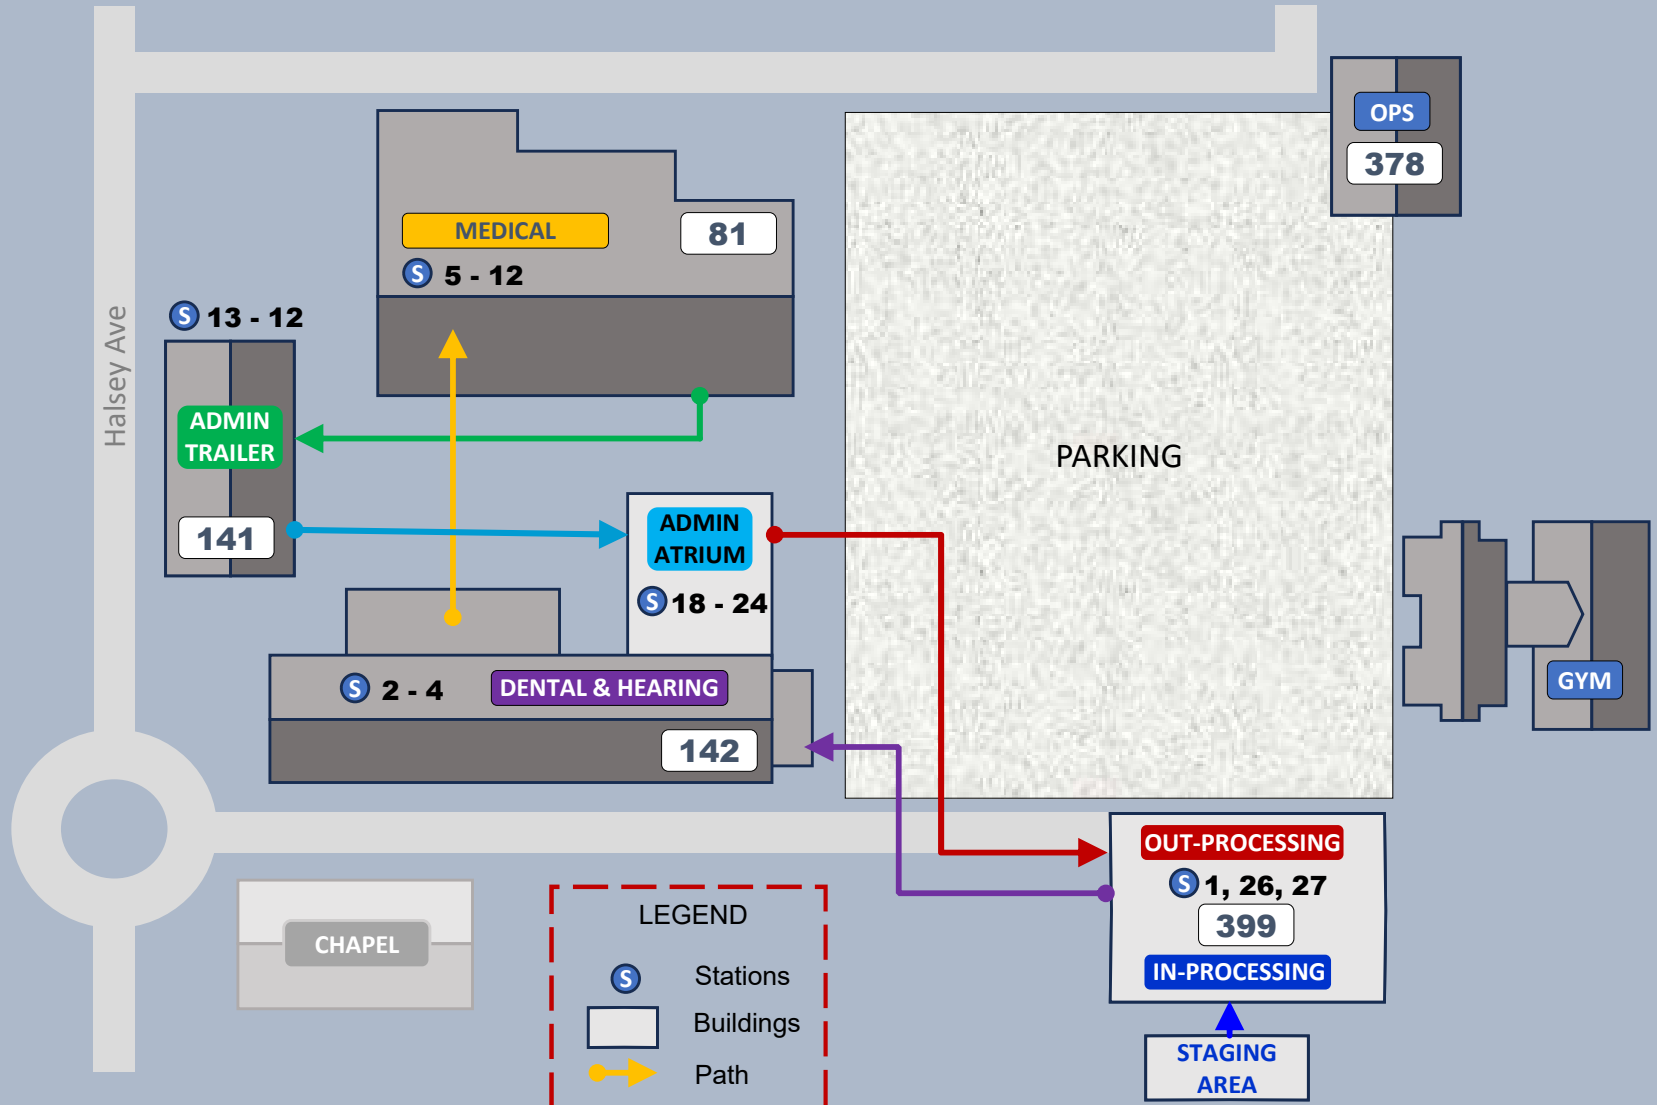 OPS
378
MEDICAL
81
S 5 - 12
S 13 - 12
Halsey Ave
ADMIN
TRAILER
141
ADMIN
ATRIUM
S 18 - 24
PARKING
S 2 - 4
DENTAL & HEARING
142
GYM
OUT-PROCESSING
S 1, 26, 27
399
IN-PROCESSING
STAGING
AREA
CHAPEL
LEGEND
S Stations
Buildings
Path